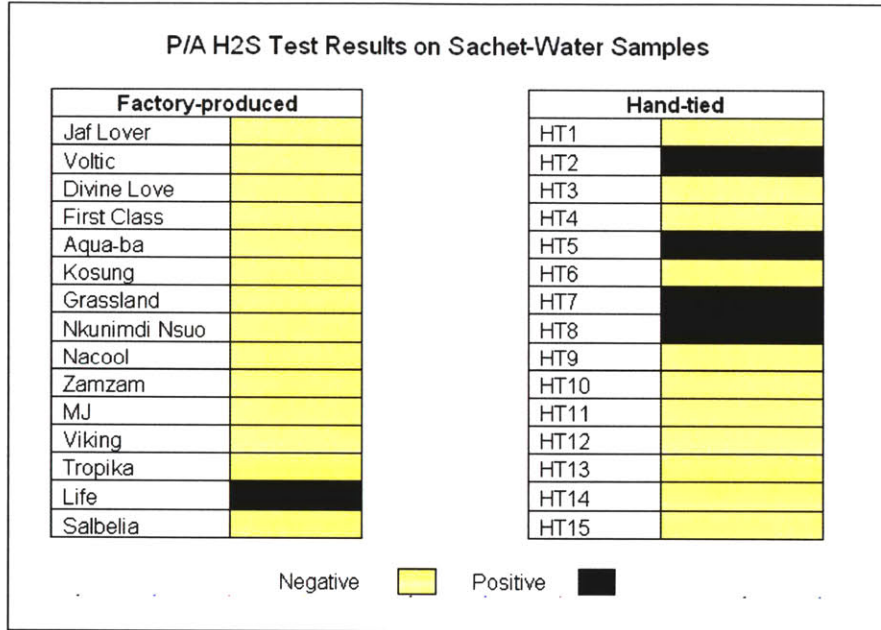 P/A H2S Test Results on Sachet-Water Samples
Factory-produced
Jaf Lover
Voltic
Divine Love
First Class
Aqua-ba
Kosung
Grassland
Nkunimdi Nsuo
Nacool
Zamzam
MJ
Viking
Tropika
Life
Salbelia
Hand-tied
HT1
HT2
HT3
HT4
HT5
HT6
HT7
HT8
HT9
HT10
HT11
HT12
HT13
HT14
HT15
Negative Positive